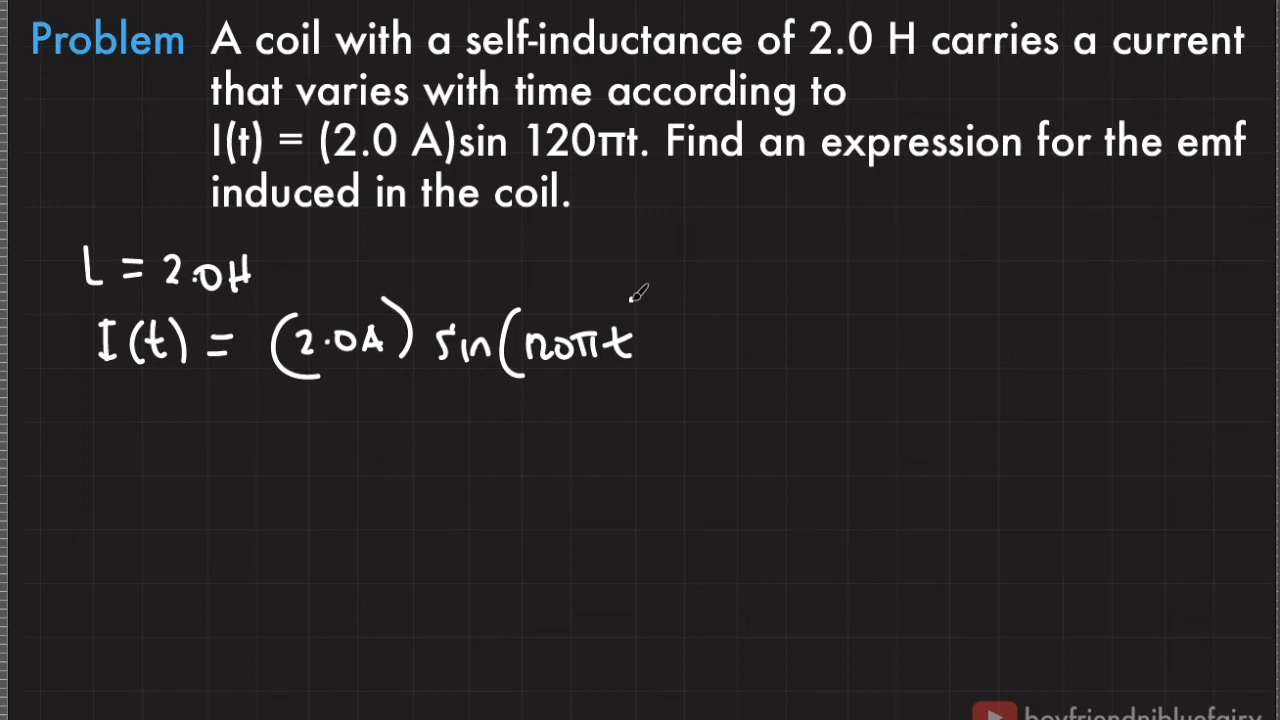 Problem A coil with a self-inductance of 2.0 H carries a current
that varies with time according to
I(t) = (2.0 A)sin 120πt. Find an expression for the emf
induced in the coil.
L = 2.0H
I(t) = (2.0A) sin(120πt
boyfriendnibluefairy